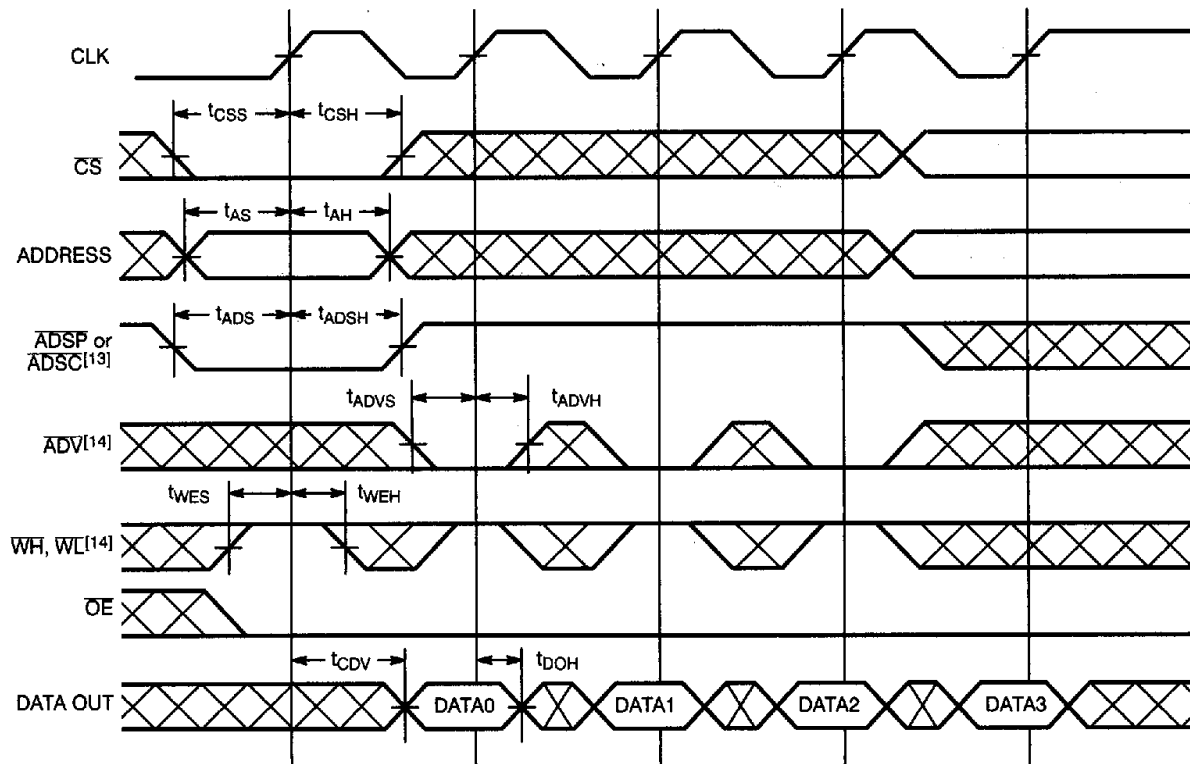 CLK
tCSS tCSH
CS
tAS tAH
ADDRESS
tADS tADSH
ADSP or
ADSC[13]
tADVS tADVH
ADV[14]
tWES tWEH
WH, WL[14]
OE
tCDV tDOH
DATA OUT DATA0 DATA1 DATA2 DATA3